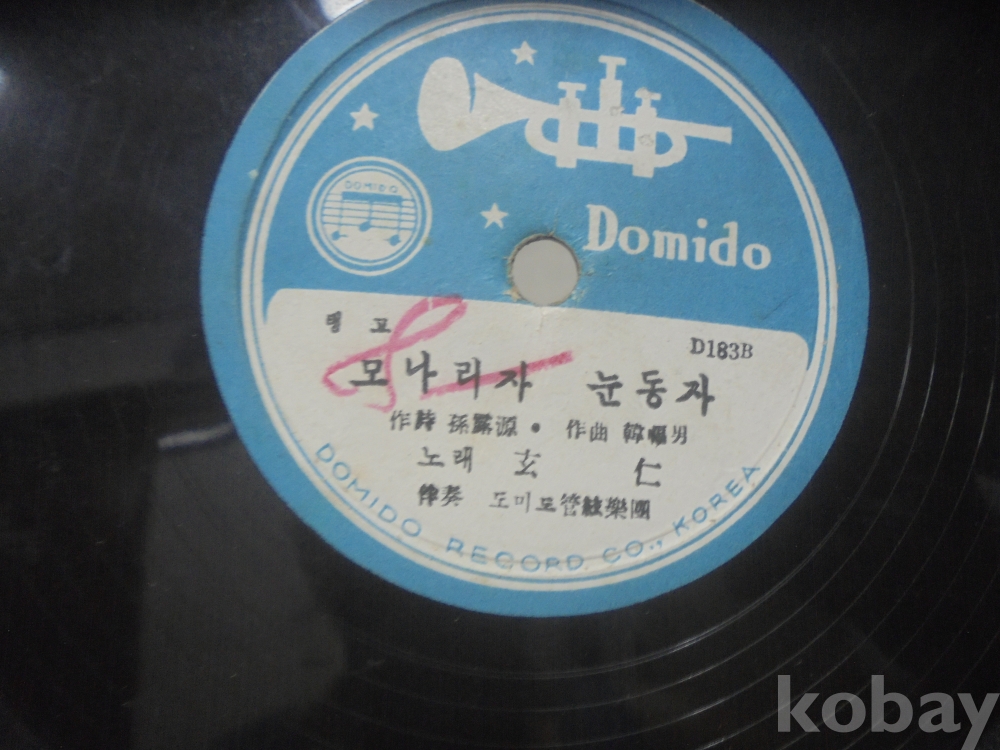 DOMIDO
Domido
탱고
D183B
모나리자 눈동자
作詩 孫露源 • 作曲 韓福男
노래 玄 仁
伴奏 도미도管絃樂團
DOMIDO RECORD CO., KOREA
kobay